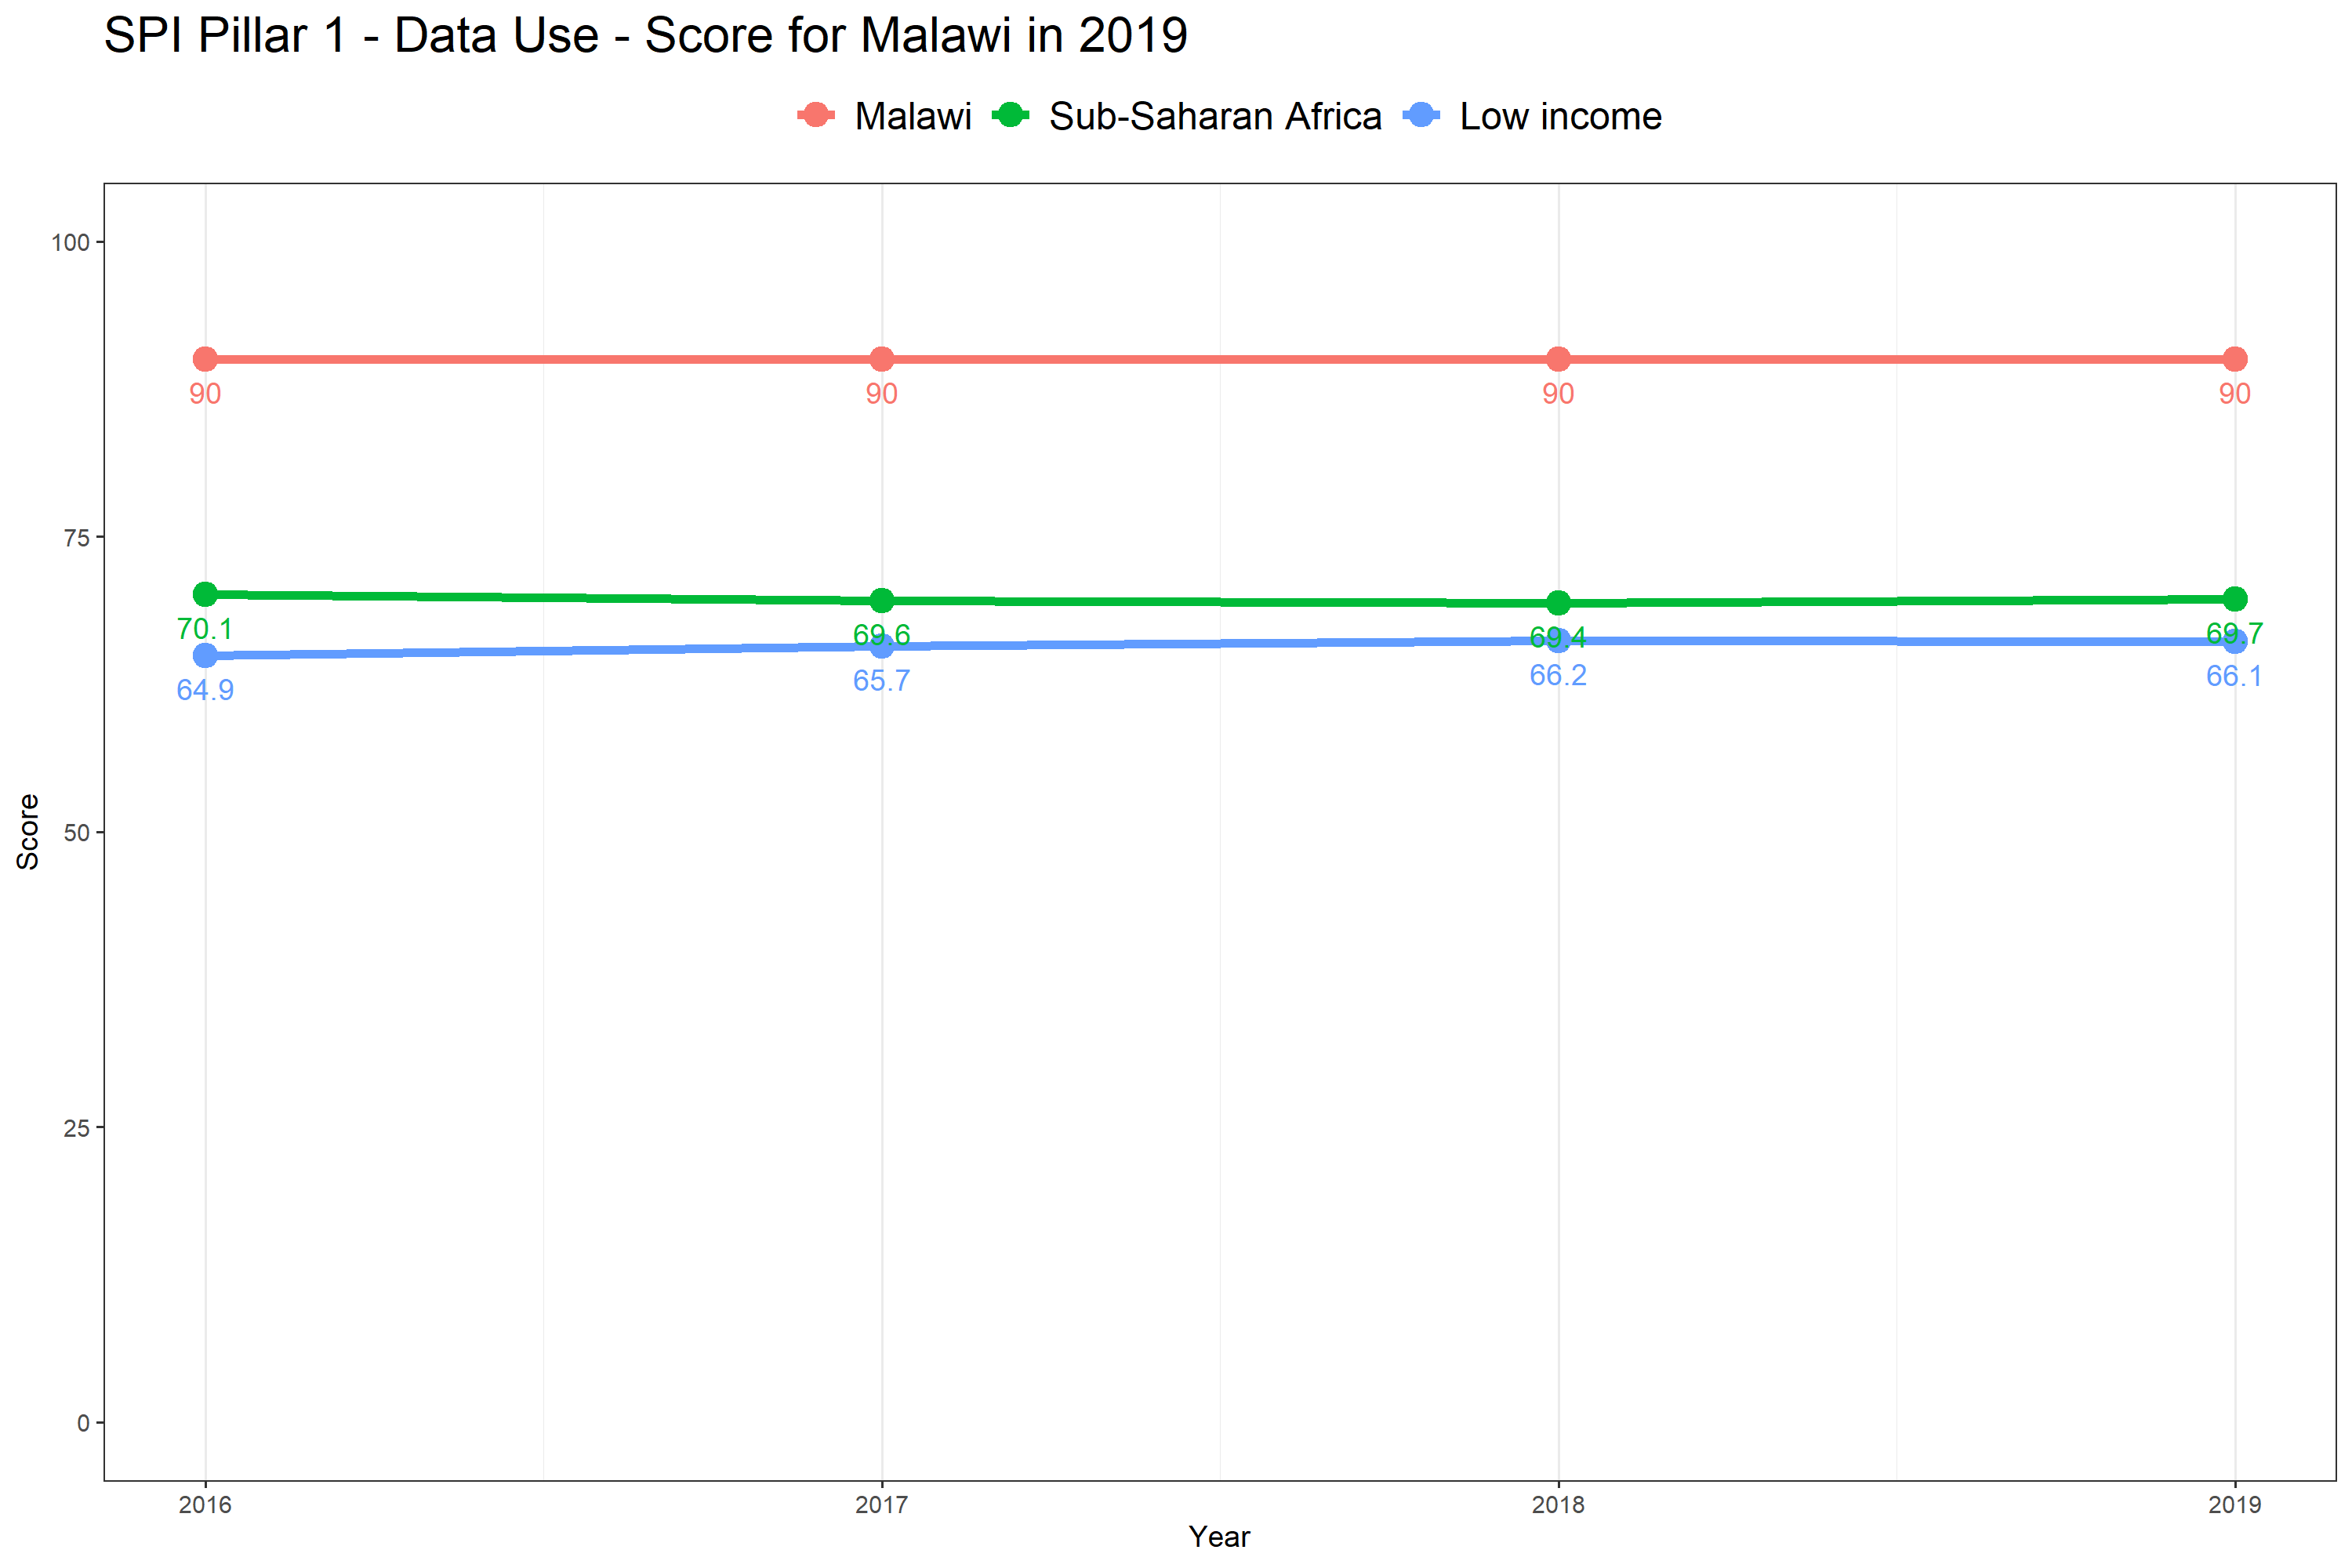 SPI Pillar 1 - Data Use - Score for Malawi in 2019
Malawi Sub-Saharan Africa Low income
100
90 90 90 90
75
70.1 69.6 69.4 69.7
64.9 65.7 66.2 66.1
50
Score
25
0
2016 2017 2018 2019
Year